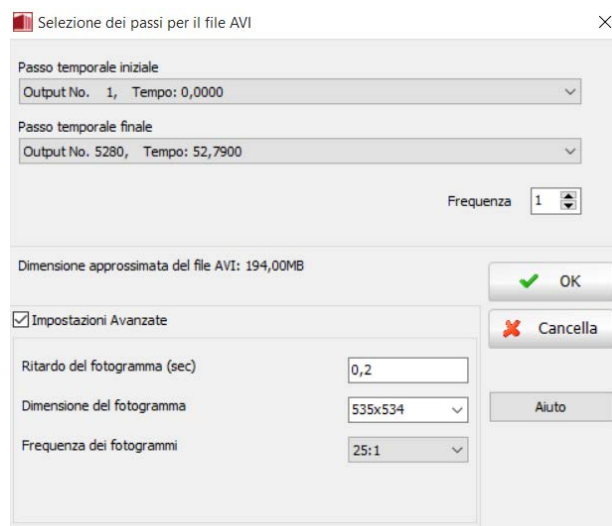 Selezione dei passi per il file AVI
Passo temporale iniziale
Output No. 1, Tempo: 0,0000
Passo temporale finale
Output No. 5280, Tempo: 52,7900
Frequenza 1
Dimensione approssimata del file AVI: 194,00MB
OK
Impostazioni Avanzate
Cancella
Ritardo del fotogramma (sec) 0,2
Dimensione del fotogramma 535x534
Aiuto
Frequenza dei fotogrammi 25:1